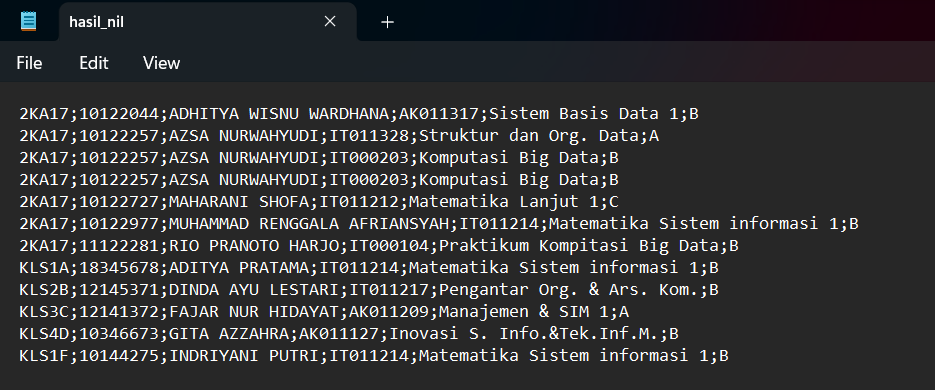 hasil_nil
File Edit View
2KA17;10122044;ADHITYA WISNU WARDHANA;AK011317;Sistem Basis Data 1;B
2KA17;10122257;AZSA NURWAHYUDI;IT011328;Struktur dan Org. Data;A
2KA17;10122257;AZSA NURWAHYUDI;IT000203;Komputasi Big Data;B
2KA17;10122257;AZSA NURWAHYUDI;IT000203;Komputasi Big Data;B
2KA17;10122727;MAHARANI SHOFA;IT011212;Matematika Lanjut 1;C
2KA17;10122977;MUHAMMAD RENGGALA AFRIANSYAH;IT011214;Matematika Sistem informasi 1;B
2KA17;11122281;RIO PRANOTO HARJO;IT000104;Praktikum Kompitasi Big Data;B
KLS1A;18345678;ADITYA PRATAMA;IT011214;Matematika Sistem informasi 1;B
KLS2B;12145371;DINDA AYU LESTARI;IT011217;Pengantar Org. & Ars. Kom.;B
KLS3C;12141372;FAJAR NUR HIDAYAT;AK011209;Manajemen & SIM 1;A
KLS4D;10346673;GITA AZZAHRA;AK011127;Inovasi S. Info.&Tek.Inf.M.;B
KLS1F;10144275;INDRIYANI PUTRI;IT011214;Matematika Sistem informasi 1;B